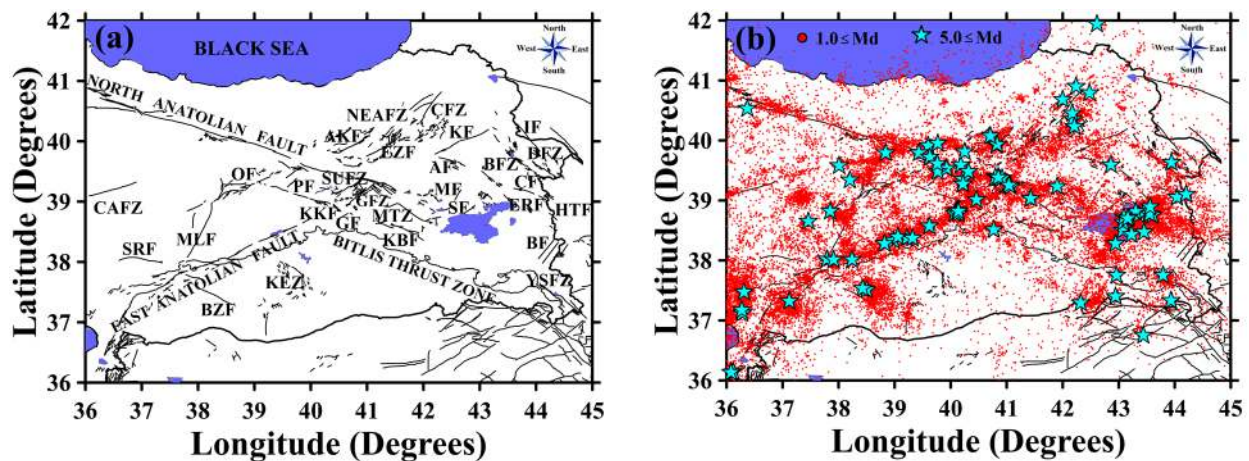 (a)
BLACK SEA
North
West East
South
NORTH ANATOLIAN FAULT
NEAFZ CFZ
AKF KF IF
EZF AF BFZ DFZ
OF PF SUFZ MF CF
CAFZ GFZ SF ERF HTF
KKF GF MTZ
SRF MLF KBF BF
EAST ANATOLIAN FAULT
BITLIS THRUST ZONE
KEZ YSFZ
BZF
42
41
40
39
38
37
36
36 37 38 39 40 41 42 43 44 45
Latitude (Degrees)
Longitude (Degrees)
(b)
1.0 ≤ Md 5.0 ≤ Md
North
West East
South
42
41
40
39
38
37
36
36 37 38 39 40 41 42 43 44 45
Latitude (Degrees)
Longitude (Degrees)